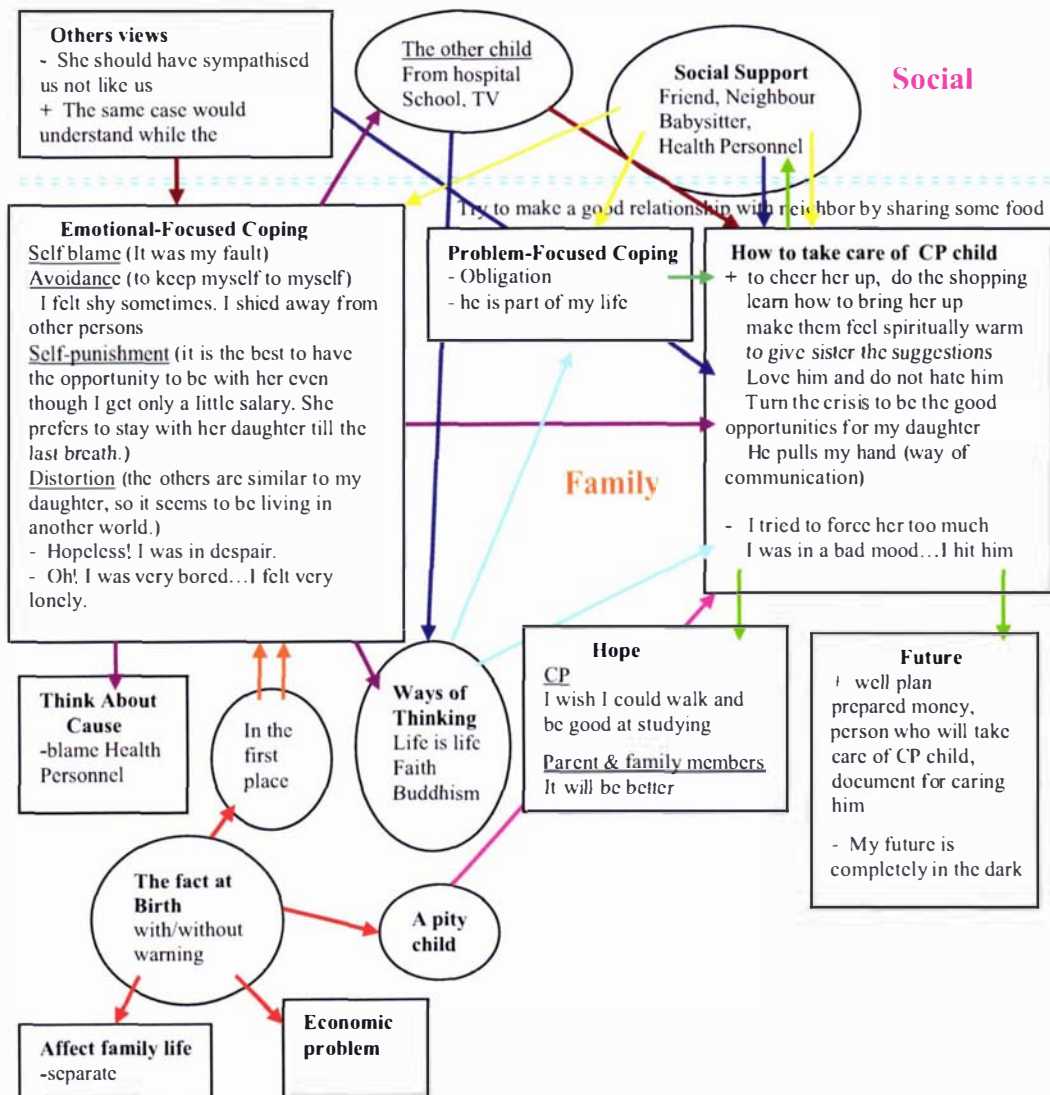 Others views
- She should have sympathised
us not like us
+ The same case would
understand while the
The other child
From hospital
School, TV
Social Support
Friend, Neighbour
Babysitter,
Health Personnel
Social
Try to make a good relationship with neighbor by sharing some food
Emotional-Focused Coping
Self blame (It was my fault)
Avoidance (to keep myself to myself)
I felt shy sometimes. I shied away from
other persons
Self-punishment (it is the best to have
the opportunity to be with her even
though I get only a little salary. She
prefers to stay with her daughter till the
last breath.)
Distortion (the others are similar to my
daughter, so it seems to be living in
another world.)
- Hopeless! I was in despair.
- Oh! I was very bored...I felt very
lonely.
Problem-Focused Coping
- Obligation
- he is part of my life
How to take care of CP child
+ to cheer her up, do the shopping
learn how to bring her up
make them feel spiritually warm
to give sister the suggestions
Love him and do not hate him
Turn the crisis to be the good
opportunities for my daughter
He pulls my hand (way of
communication)
- I tried to force her too much
I was in a bad mood...I hit him
Family
Think About
Cause
-blame Health
Personnel
In the
first
place
Ways of
Thinking
Life is life
Faith
Buddhism
Hope
CP
I wish I could walk and
be good at studying
Parent & family members
It will be better
Future
+ well plan
prepared money,
person who will take
care of CP child,
document for caring
him
- My future is
completely in the dark
The fact at
Birth
with/without
warning
A pity
child
Affect family life
-separate
Economic
problem